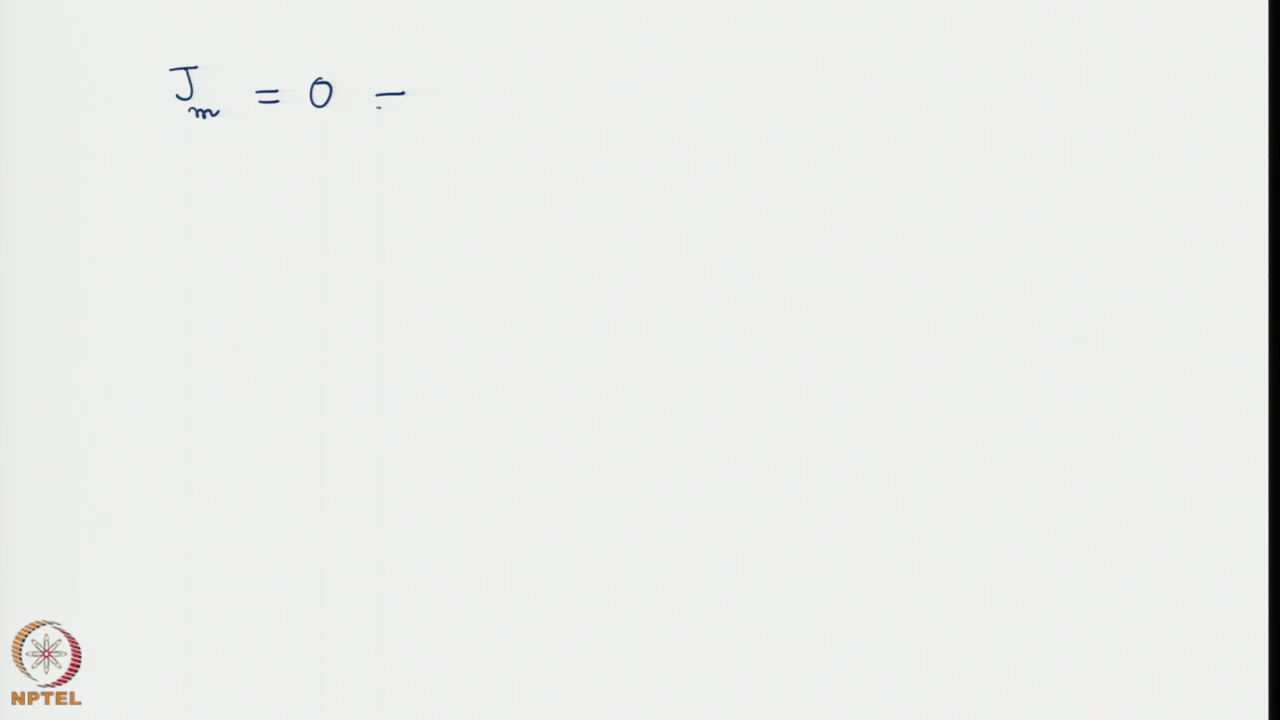 J_m = 0 =
NPTEL